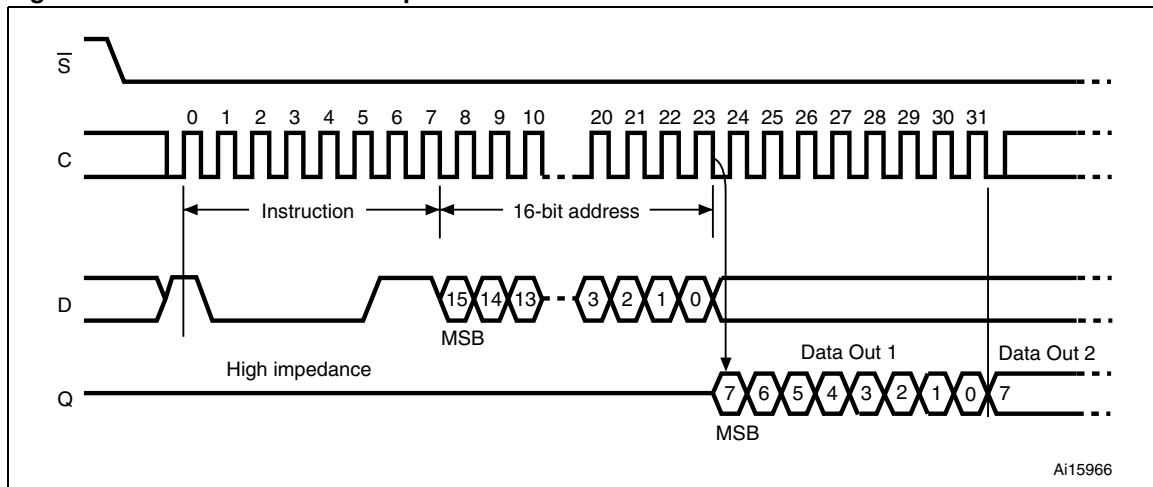 S
0 1 2 3 4 5 6 7 8 9 10 20 21 22 23 24 25 26 27 28 29 30 31
C
Instruction 16-bit address
D 15 14 13 3 2 1 0
MSB
High impedance Data Out 1 Data Out 2
Q 7 6 5 4 3 2 1 0 7
MSB
Ai15966